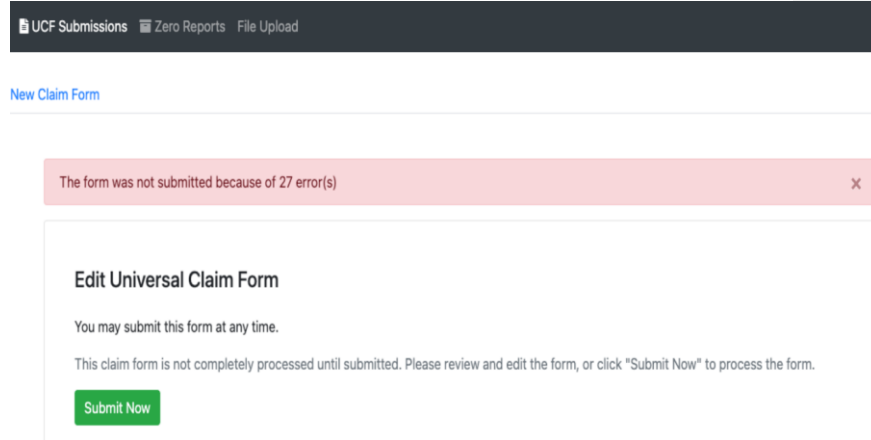 UCF Submissions Zero Reports File Upload
New Claim Form
The form was not submitted because of 27 error(s) ×
Edit Universal Claim Form
You may submit this form at any time.
This claim form is not completely processed until submitted. Please review and edit the form, or click "Submit Now" to process the form.
Submit Now